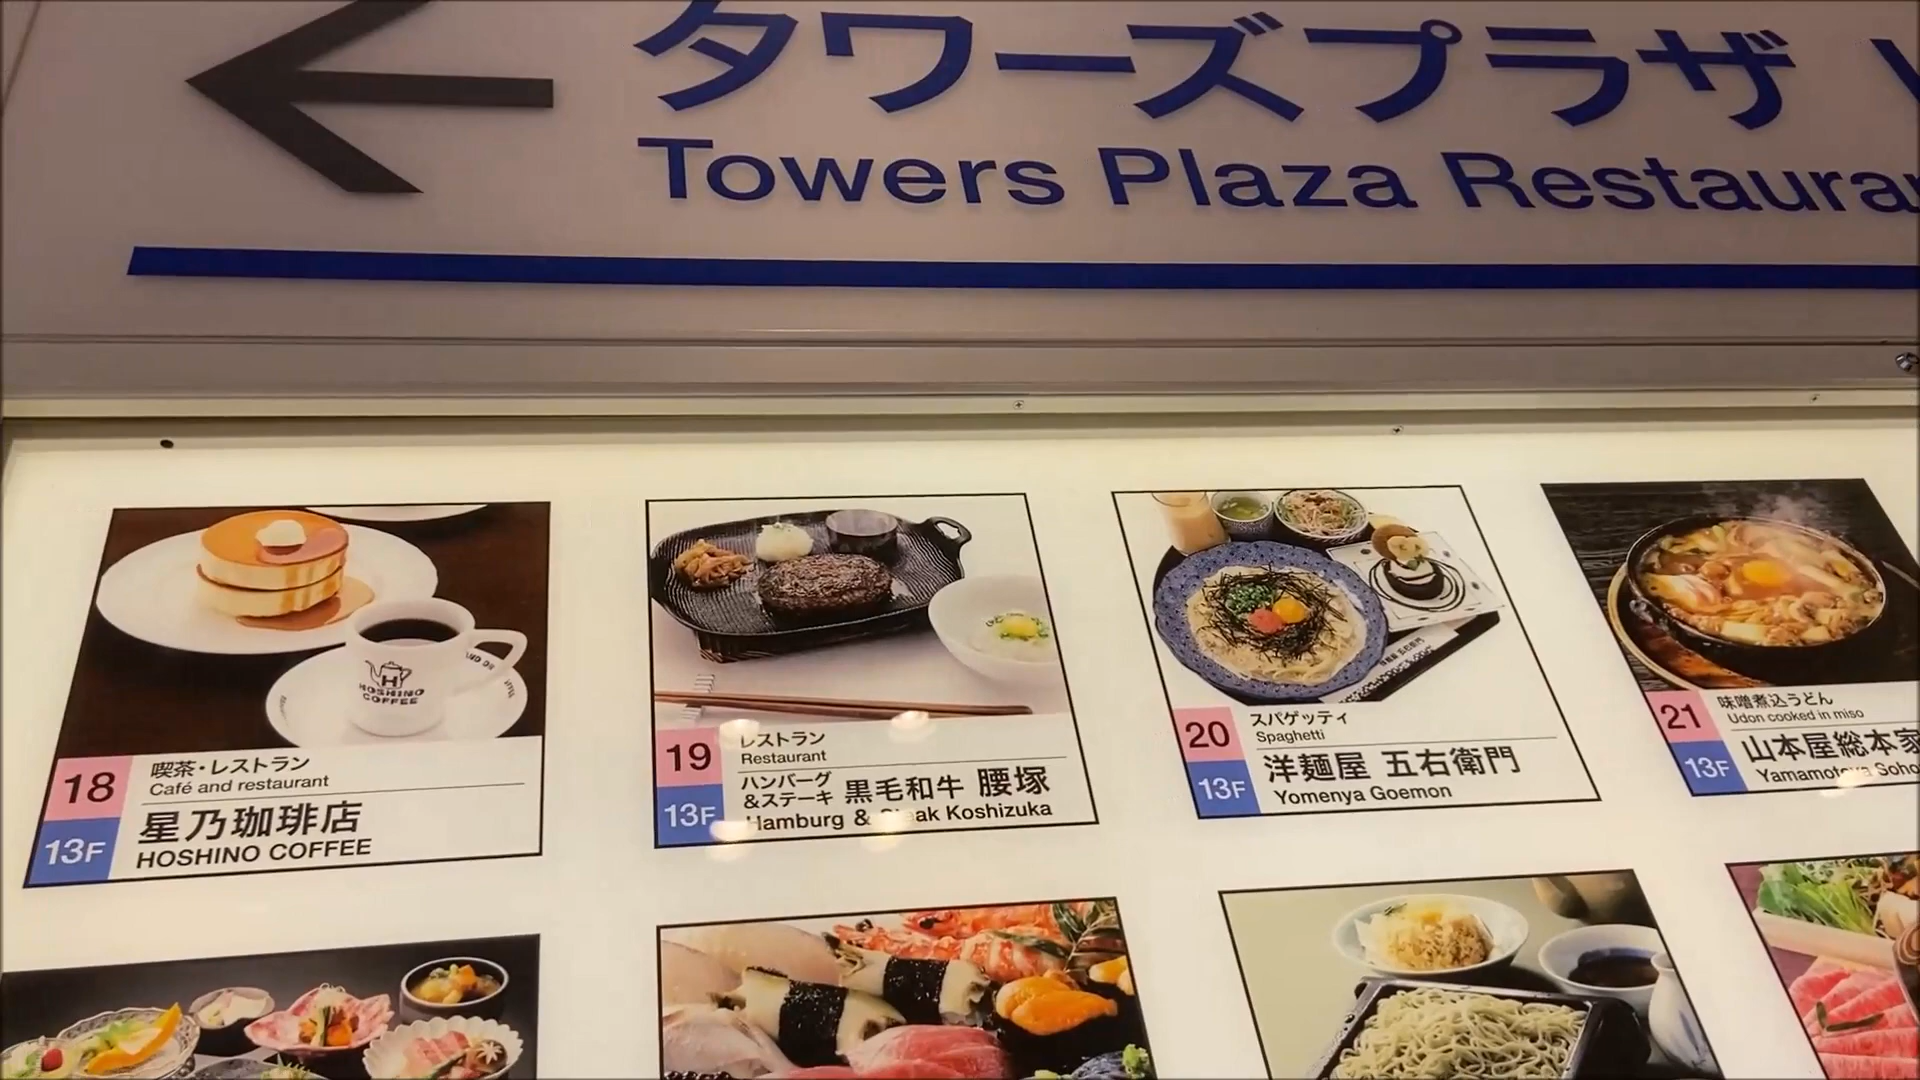 タワーズプラザ
Towers Plaza
HOSHINO
COFFEE
18
喫茶・レストラン
Café and restaurant
13F
星乃珈琲店
HOSHINO COFFEE
19
レストラン
Restaurant
13F
ハンバーグ
&ステーキ 黒毛和牛 腰塚
Hamburg & Steak Koshizuka
20
スパゲッティ
Spaghetti
13F
洋麺屋 五右衛門
Yomenya Goemon
21
味噌煮込うどん
Udon cooked in miso
13F
山本屋総本家
Yamamotoya